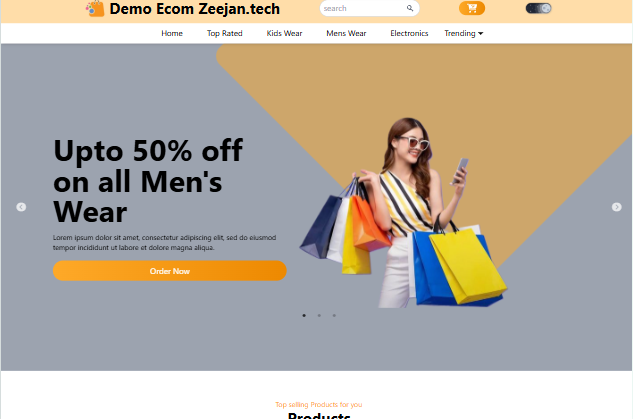 Demo Ecom Zeejan.tech
search
Home
Top Rated
Kids Wear
Mens Wear
Electronics
Trending
Upto 50% off
on all Men's
Wear
Lorem ipsum dolor sit amet, consectetur adipiscing elit, sed do eiusmod
tempor incididunt ut labore et dolore magna aliqua.
Order Now
Top selling Products for you
Products